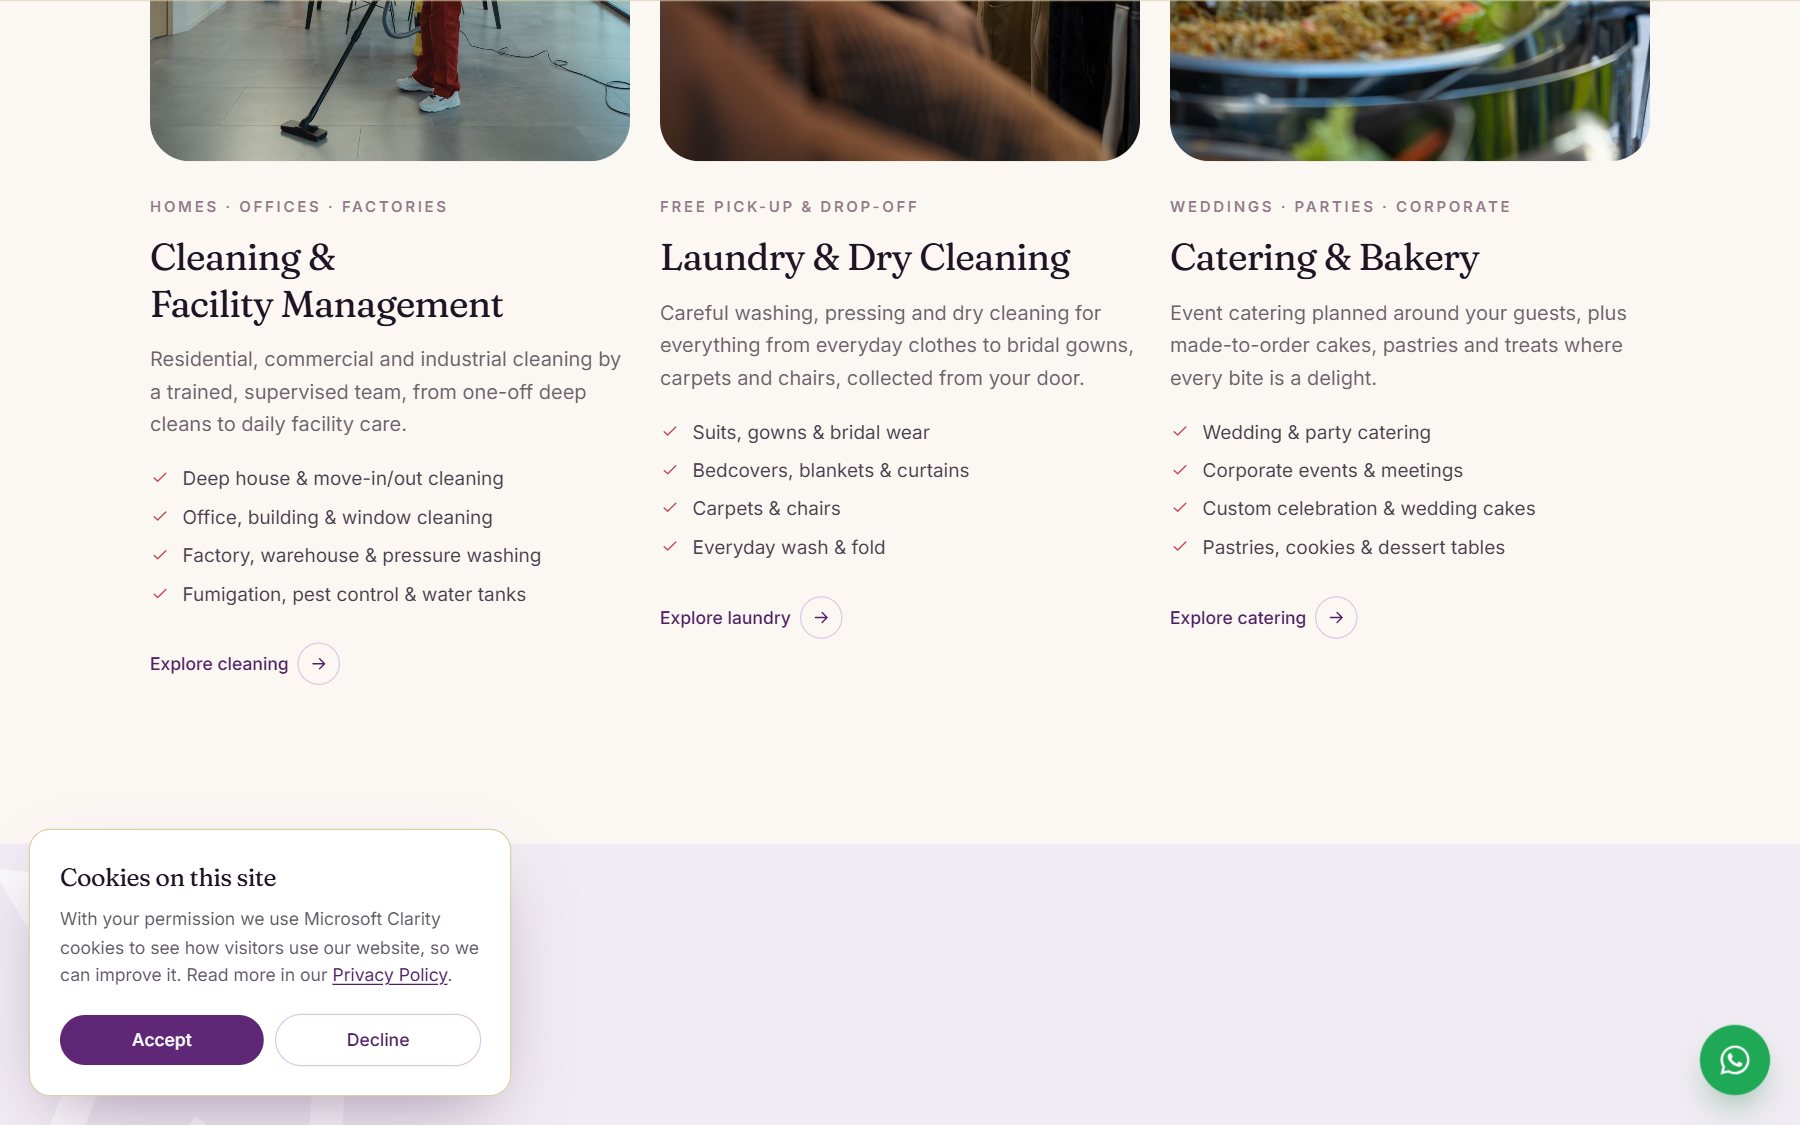 HOMES · OFFICES · FACTORIES
Cleaning &
Facility Management
Residential, commercial and industrial cleaning by
a trained, supervised team, from one-off deep
cleans to daily facility care.
Deep house & move-in/out cleaning
Office, building & window cleaning
Factory, warehouse & pressure washing
Fumigation, pest control & water tanks
Explore cleaning
FREE PICK-UP & DROP-OFF
Laundry & Dry Cleaning
Careful washing, pressing and dry cleaning for
everything from everyday clothes to bridal gowns,
carpets and chairs, collected from your door.
Suits, gowns & bridal wear
Bedcovers, blankets & curtains
Carpets & chairs
Everyday wash & fold
Explore laundry
WEDDINGS · PARTIES · CORPORATE
Catering & Bakery
Event catering planned around your guests, plus
made-to-order cakes, pastries and treats where
every bite is a delight.
Wedding & party catering
Corporate events & meetings
Custom celebration & wedding cakes
Pastries, cookies & dessert tables
Explore catering
Cookies on this site
With your permission we use Microsoft Clarity
cookies to see how visitors use our website, so we
can improve it. Read more in our Privacy Policy.
Accept
Decline